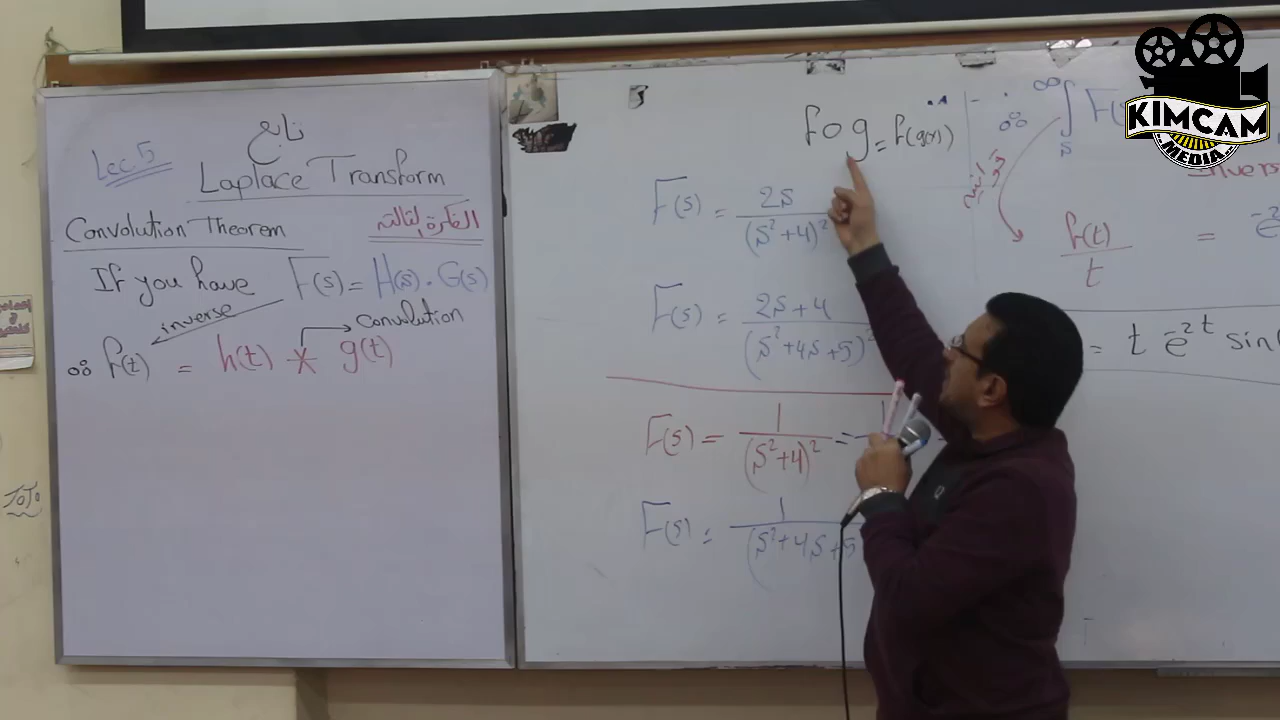 تابع
Lec 5
Laplace Transform
Convolution Theorem الفكرة الثالثة
If you have F(s) = H(s) . G(s)
inverse
Convolution
∴ f(t) = h(t) * g(t)
fog = f(g(x))
F(s) = 2s / (s²+4)²
F(s) = 2s+4 / (s²+4s+5)²
F(s) = 1 / (s²+4)² =
F(s) = 1 / (s²+4s+5
∴ ∫ s ∞ F(s
Invers
f(t) / t =
= t e^-2t sin(
KIMCAM
MEDIA